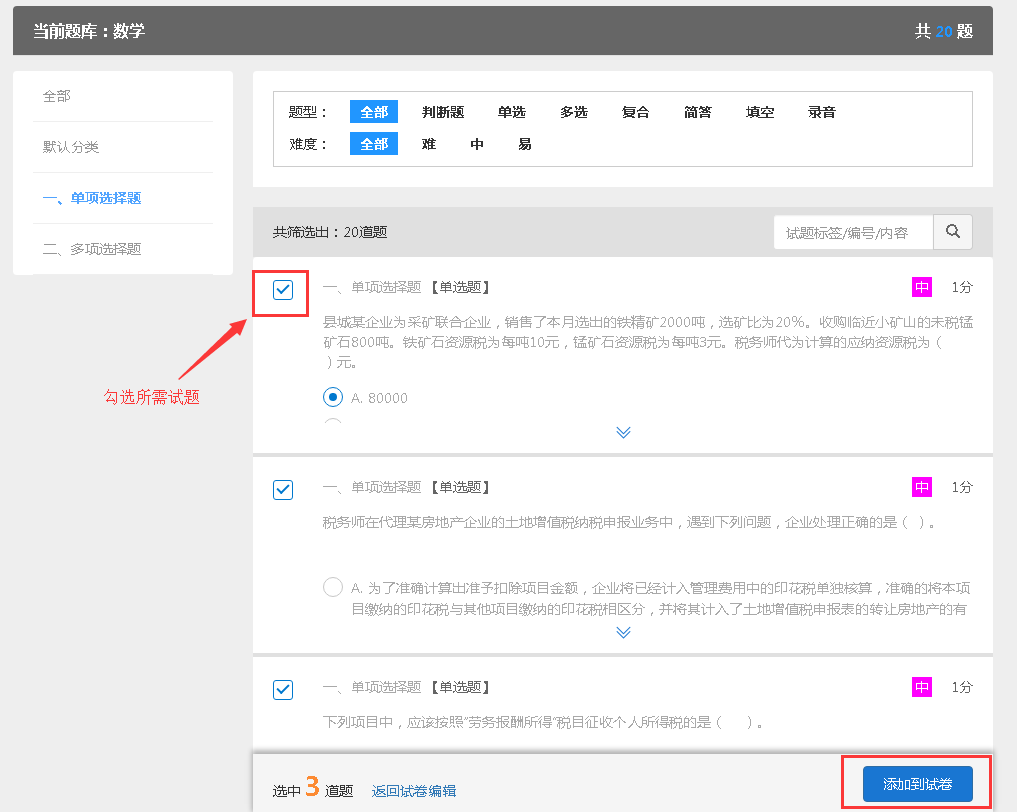 当前题库：数学
共 20 题
全部
默认分类
一、单项选择题
二、多项选择题
题型： 全部 判断题 单选 多选 复合 简答 填空 录音
难度： 全部 难 中 易
共筛选出：20道题
试题标签/编号/内容
一、单项选择题【单选题】 中 1分
县城某企业为采矿联合企业，销售了本月选出的铁精矿2000吨，选矿比为20%。收购临近小矿山的未税锰
矿石800吨。铁矿石资源税为每吨10元，锰矿石资源税为每吨3元。税务师代为计算的应纳资源税为（
）元。
A. 80000
勾选所需试题
一、单项选择题【单选题】 中 1分
税务师在代理某房地产企业的土地增值税纳税申报业务中，遇到下列问题，企业处理正确的是（ ）。
A. 为了准确计算出准予扣除项目金额，企业将已经计入管理费用中的印花税单独核算，准确的将本项
目缴纳的印花税与其他项目缴纳的印花税相区分，并将其计入了土地增值税申报表的转让房地产的有
一、单项选择题【单选题】 中 1分
下列项目中，应该按照"劳务报酬所得"税目征收个人所得税的是（ ）。
选中 3 道题 返回试卷编辑
添加到试卷